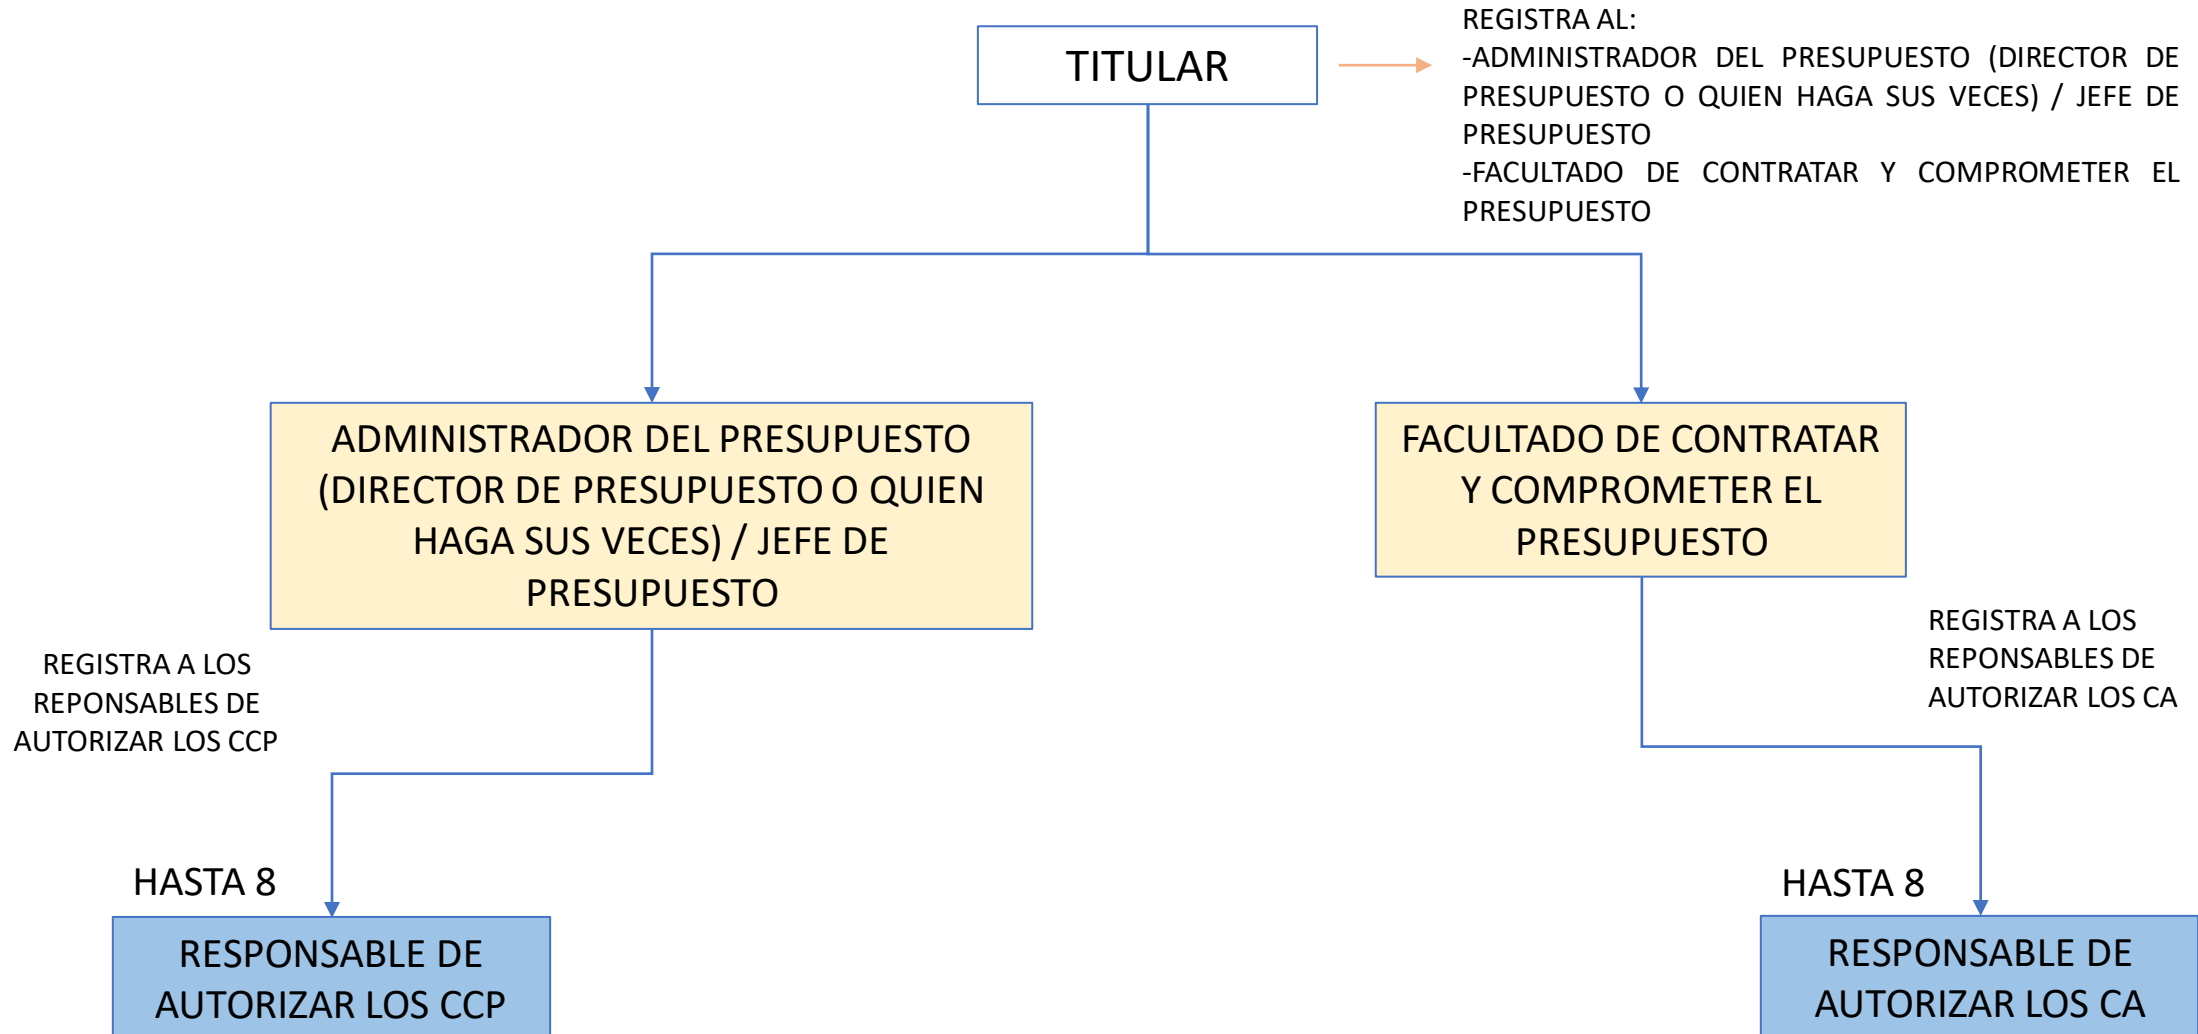 TITULAR
REGISTRA AL:
-ADMINISTRADOR DEL PRESUPUESTO (DIRECTOR DE
PRESUPUESTO O QUIEN HAGA SUS VECES) / JEFE DE
PRESUPUESTO
-FACULTADO DE CONTRATAR Y COMPROMETER EL
PRESUPUESTO
ADMINISTRADOR DEL PRESUPUESTO
(DIRECTOR DE PRESUPUESTO O QUIEN
HAGA SUS VECES) / JEFE DE
PRESUPUESTO
FACULTADO DE CONTRATAR
Y COMPROMETER EL
PRESUPUESTO
REGISTRA A LOS
REPONSABLES DE
AUTORIZAR LOS CCP
REGISTRA A LOS
REPONSABLES DE
AUTORIZAR LOS CA
HASTA 8
RESPONSABLE DE
AUTORIZAR LOS CCP
HASTA 8
RESPONSABLE DE
AUTORIZAR LOS CA